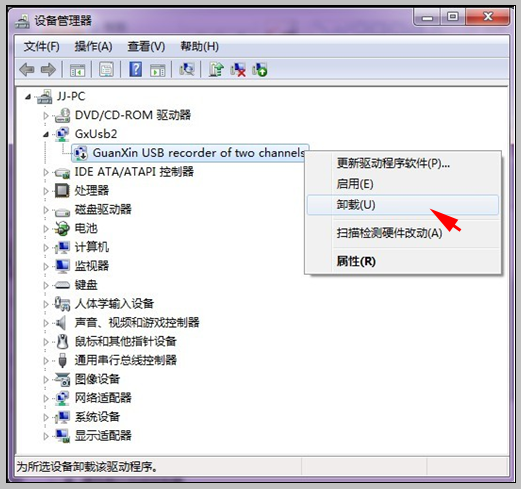 设备管理器
文件(F) 操作(A) 查看(V) 帮助(H)
JJ-PC
DVD/CD-ROM 驱动器
GxUsb2
GuanXin USB recorder of two channels
IDE ATA/ATAPI 控制器
处理器
磁盘驱动器
电池
计算机
监视器
键盘
人体学输入设备
声音、视频和游戏控制器
鼠标和其他指针设备
通用串行总线控制器
图像设备
网络适配器
系统设备
显示适配器
更新驱动程序软件(P)...
启用(E)
卸载(U)
扫描检测硬件改动(A)
属性(R)
为所选设备卸载该驱动程序。